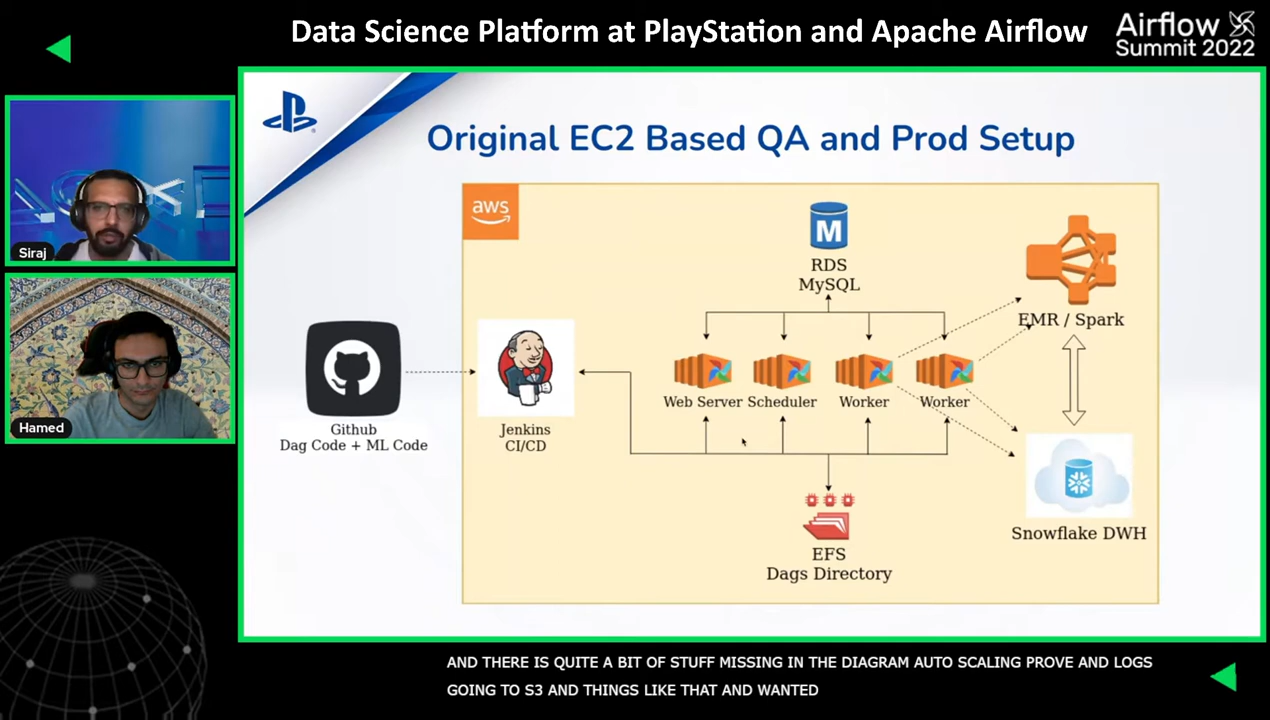 Data Science Platform at PlayStation and Apache Airflow
Airflow
Summit 2022
Siraj
Hamed
Original EC2 Based QA and Prod Setup
aws
M
RDS
MySQL
EMR / Spark
Web Server
Scheduler
Worker
Worker
Github
Dag Code + ML Code
Jenkins
CI/CD
Snowflake DWH
EFS
Dags Directory
AND THERE IS QUITE A BIT OF STUFF MISSING IN THE DIAGRAM AUTO SCALING PROVE AND LOGS
GOING TO S3 AND THINGS LIKE THAT AND WANTED